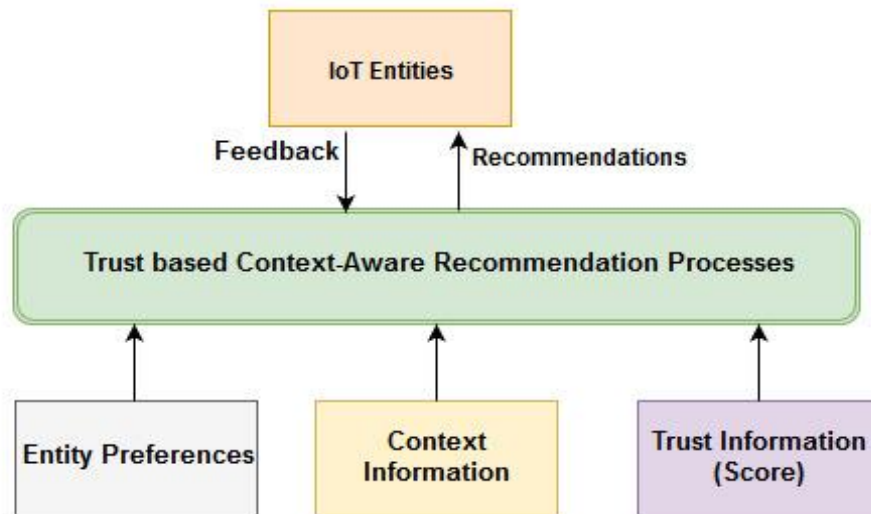 IoT Entities
Feedback
Recommendations
Trust based Context-Aware Recommendation Processes
Entity Preferences
Context
Information
Trust Information
(Score)